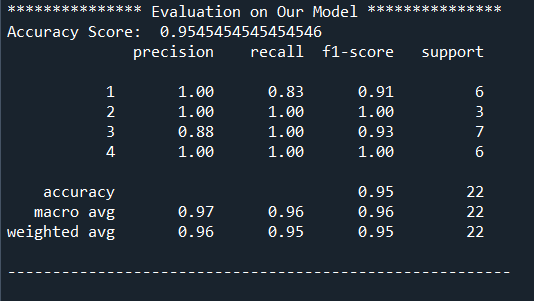 *************** Evaluation on Our Model ***************
Accuracy Score:  0.9545454545454546
              precision    recall  f1-score   support

           1       1.00      0.83      0.91         6
           2       1.00      1.00      1.00         3
           3       0.88      1.00      0.93         7
           4       1.00      1.00      1.00         6

    accuracy                           0.95        22
   macro avg       0.97      0.96      0.96        22
weighted avg       0.96      0.95      0.95        22

--------------------------------------------------------